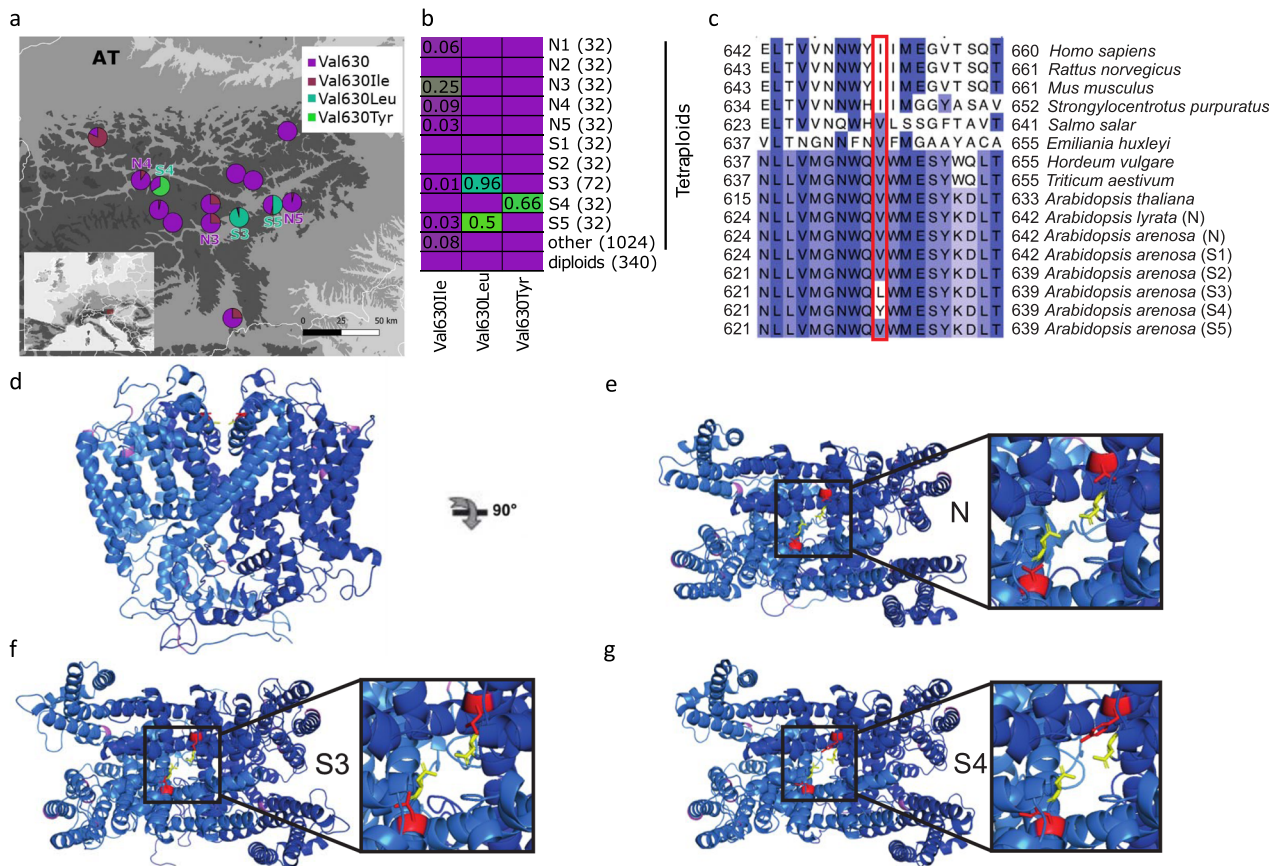 a
AT
Val630
Val630Ile
Val630Leu
Val630Tyr
N4
S4
N3
S3
S5
N5
0 25 50 km
b
0.06 N1 (32)
N2 (32)
0.25 N3 (32)
0.09 N4 (32)
0.03 N5 (32)
S1 (32)
S2 (32)
0.01 0.96 S3 (72)
0.66 S4 (32)
0.03 0.5 S5 (32)
0.08 other (1024)
diploids (340)
Val630Ile
Val630Leu
Val630Tyr
Tetraploids
c
642 ELTVVNNWYIIMEGVTSQT 660 Homo sapiens
643 ELTVVNNWYIIMEGVTSQT 661 Rattus norvegicus
643 ELTVVNNWYIIMEGVTSQT 661 Mus musculus
634 ELTVVNNWHIIMGGYASAV 652 Strongylocentrotus purpuratus
623 ELTVVNQWHVLSSGFTAVT 641 Salmo salar
637 VLTNGNNFNVFMGAAYACA 655 Emiliania huxleyi
637 NLLVMGNWQVWMESYWQLT 655 Hordeum vulgare
637 NLLVMGNWQVWMESYWQLT 655 Triticum aestivum
615 NLLVMGNWQVWMESYKDLT 633 Arabidopsis thaliana
624 NLLVMGNWQVWMESYKDLT 642 Arabidopsis lyrata (N)
624 NLLVMGNWQVWMESYKDLT 642 Arabidopsis arenosa (N)
624 NLLVMGNWQVWMESYKDLT 642 Arabidopsis arenosa (S1)
621 NLLVMGNWQVWMESYKDLT 639 Arabidopsis arenosa (S2)
621 NLLVMGNWQLWMESYKDLT 639 Arabidopsis arenosa (S3)
621 NLLVMGNWQYWMESYKDLT 639 Arabidopsis arenosa (S4)
621 NLLVMGNWQVWMESYKDLT 639 Arabidopsis arenosa (S5)
d
90°
e
N
f
S3
g
S4